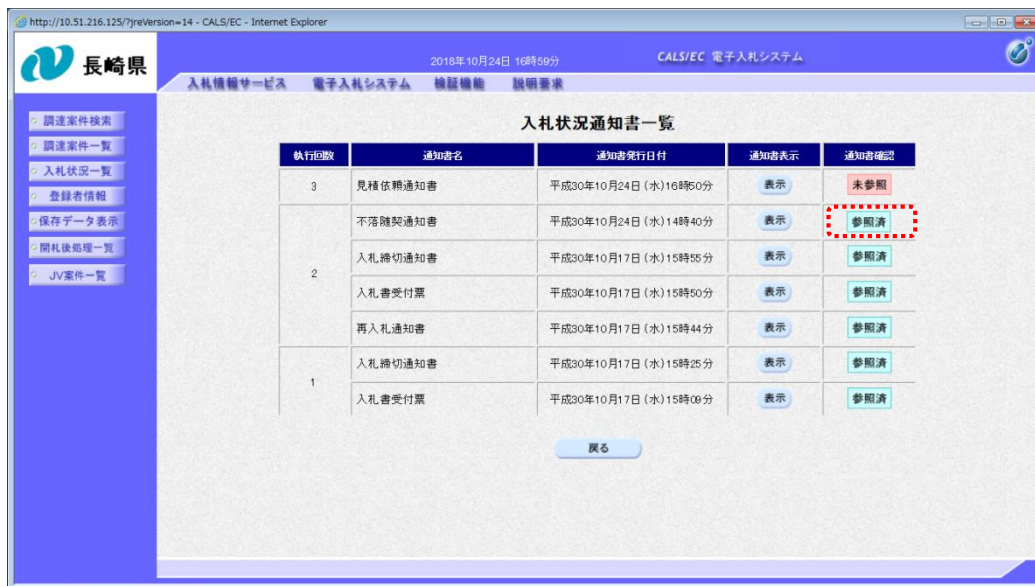 http://10.51.216.125/?jreVersion=14 - CALS/EC - Internet Explorer
長崎県
2018年10月24日 16時59分
CALS/EC 電子入札システム
入札情報サービス 電子入札システム 検証機能 説明要求
調達案件検索
調達案件一覧
入札状況一覧
登録者情報
保存データ表示
開札後処理一覧
JV案件一覧
入札状況通知書一覧
執行回数 通知書名 通知書発行日付 通知書表示 通知書確認
3 見積依頼通知書 平成30年10月24日(水)16時50分 表示 未参照
2 不落随契通知書 平成30年10月24日(水)14時40分 表示 参照済
入札締切通知書 平成30年10月17日(水)15時55分 表示 参照済
入札書受付票 平成30年10月17日(水)15時50分 表示 参照済
再入札通知書 平成30年10月17日(水)15時44分 表示 参照済
1 入札締切通知書 平成30年10月17日(水)15時25分 表示 参照済
入札書受付票 平成30年10月17日(水)15時09分 表示 参照済
戻る